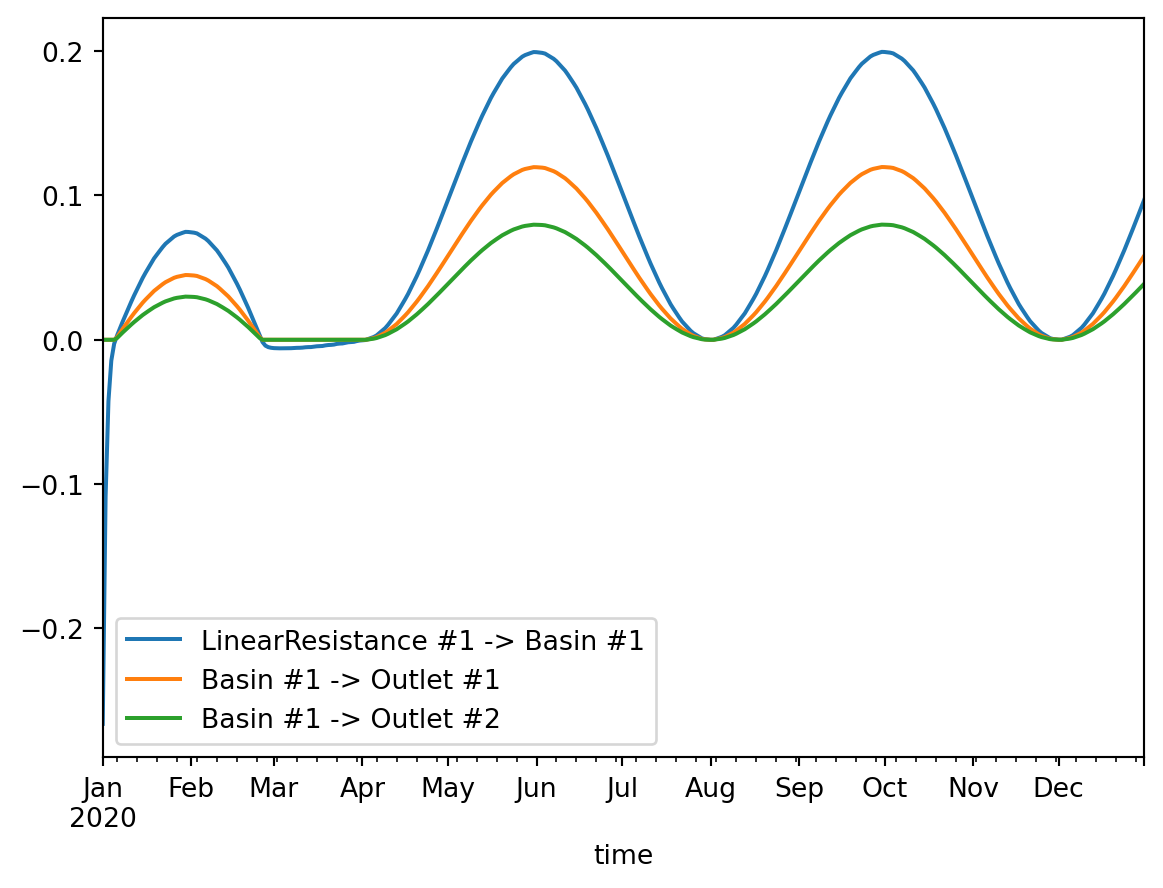 0.2
0.1
0.0
−0.1
−0.2
LinearResistance #1 -> Basin #1
Basin #1 -> Outlet #1
Basin #1 -> Outlet #2
Jan Feb Mar Apr May Jun Jul Aug Sep Oct Nov Dec
2020
time